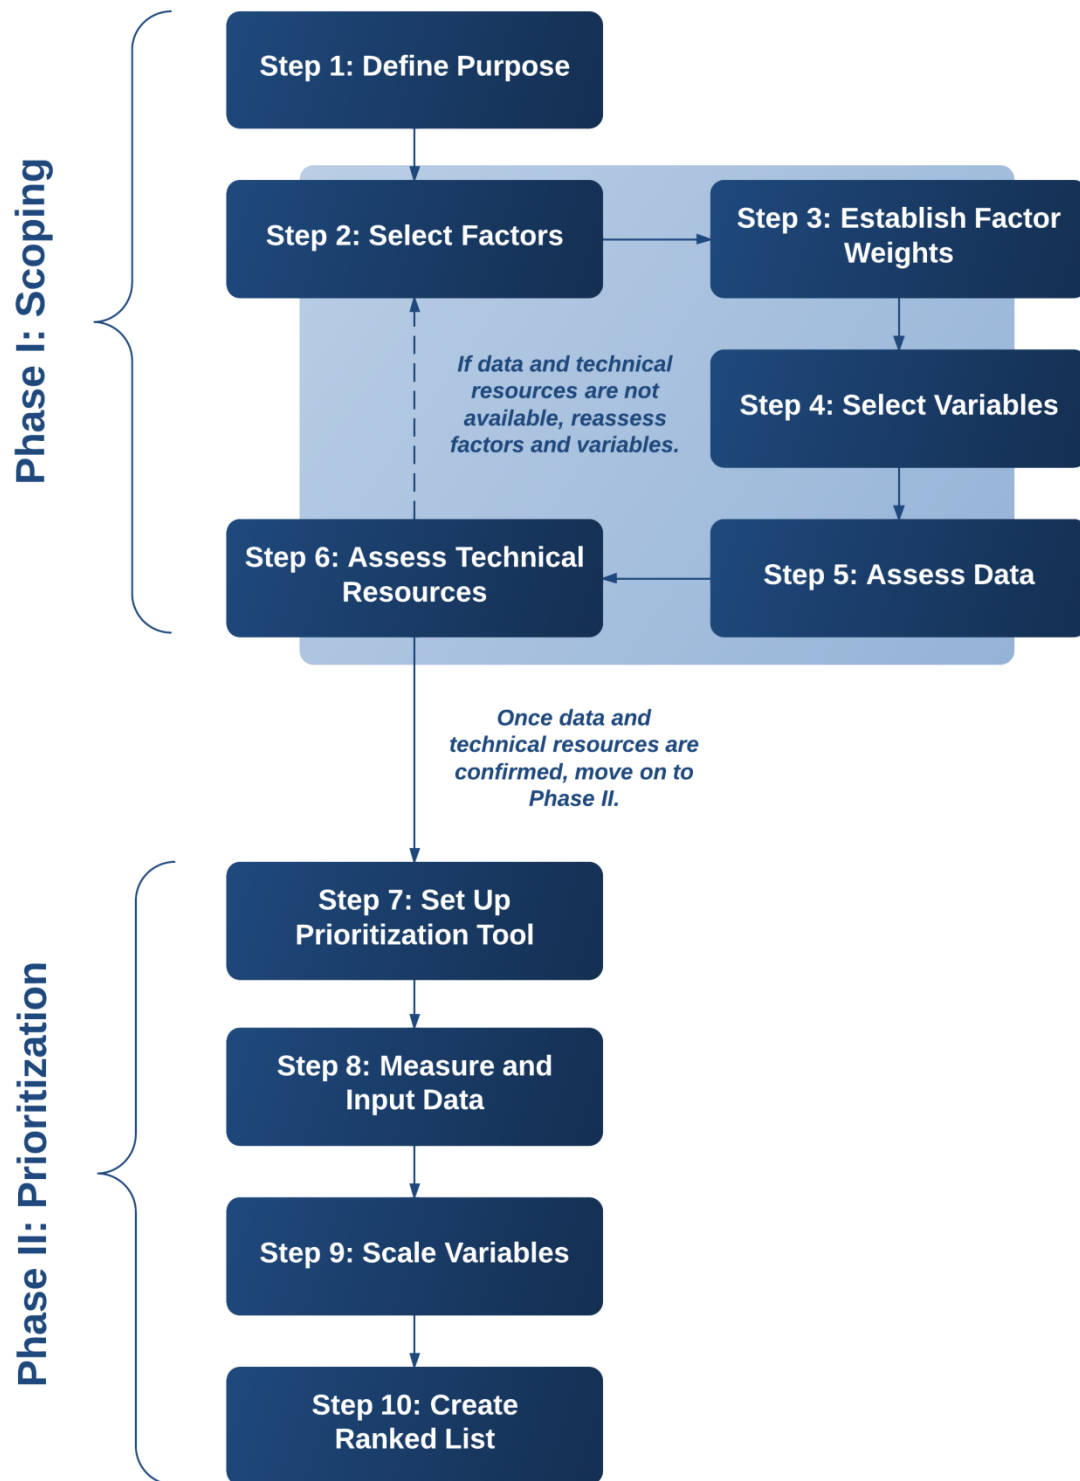 Phase I: Scoping
Step 1: Define Purpose
Step 2: Select Factors
Step 3: Establish Factor
Weights
If data and technical
resources are not
available, reassess
factors and variables.
Step 4: Select Variables
Step 5: Assess Data
Step 6: Assess Technical
Resources
Once data and
technical resources are
confirmed, move on to
Phase II.
Phase II: Prioritization
Step 7: Set Up
Prioritization Tool
Step 8: Measure and
Input Data
Step 9: Scale Variables
Step 10: Create
Ranked List